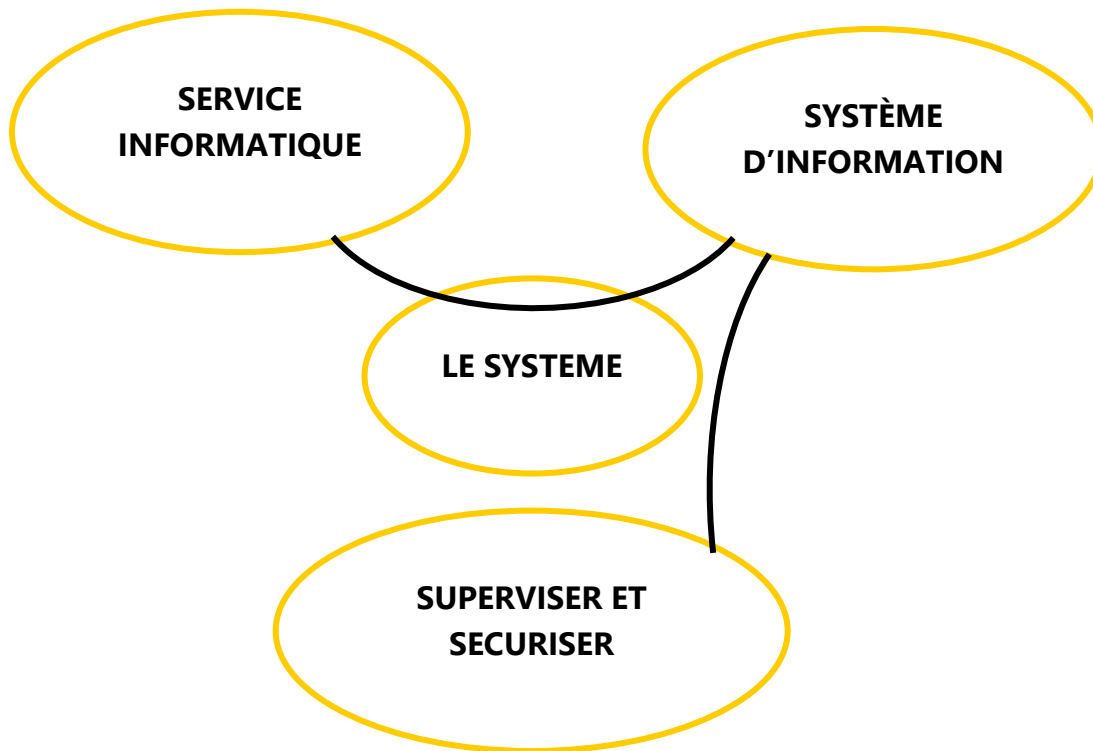 SERVICE
INFORMATIQUE
SYSTÈME
D’INFORMATION
LE SYSTEME
SUPERVISER ET
SECURISER